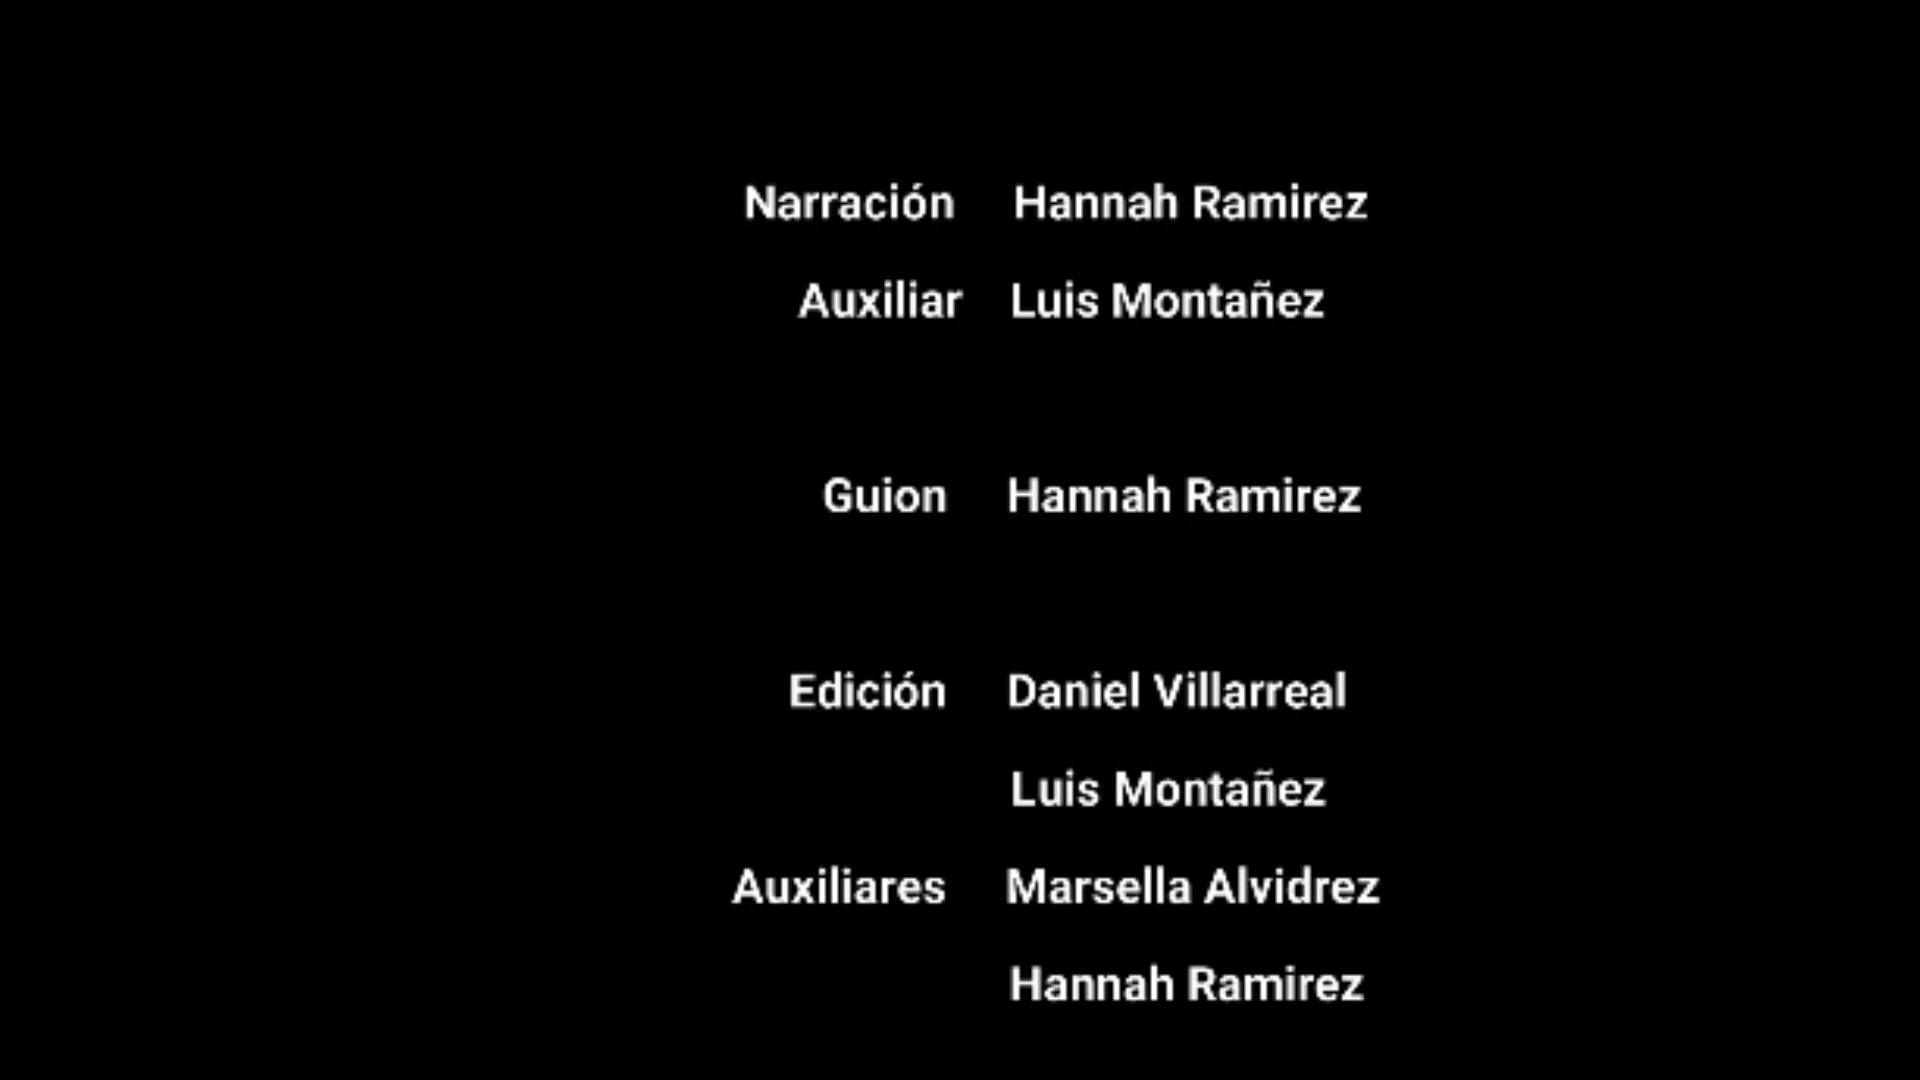 Narración Hannah Ramirez
Auxiliar Luis Montañez
Guion Hannah Ramirez
Edición Daniel Villarreal
Luis Montañez
Auxiliares Marsella Alvidrez
Hannah Ramirez